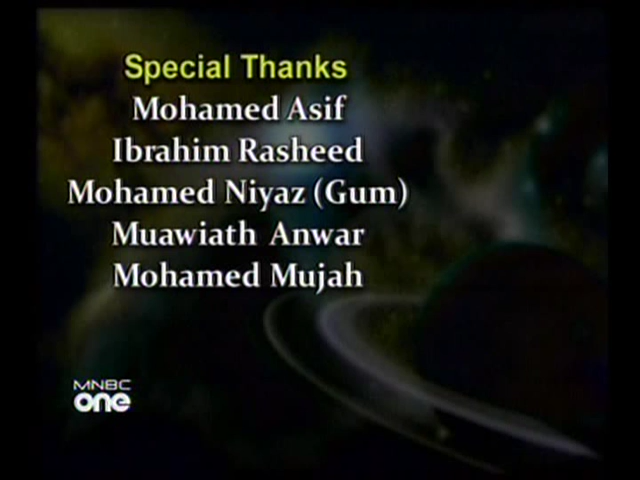 Special Thanks
Mohamed Asif
Ibrahim Rasheed
Mohamed Niyaz (Gum)
Muawiath Anwar
Mohamed Mujah
MNBC
one